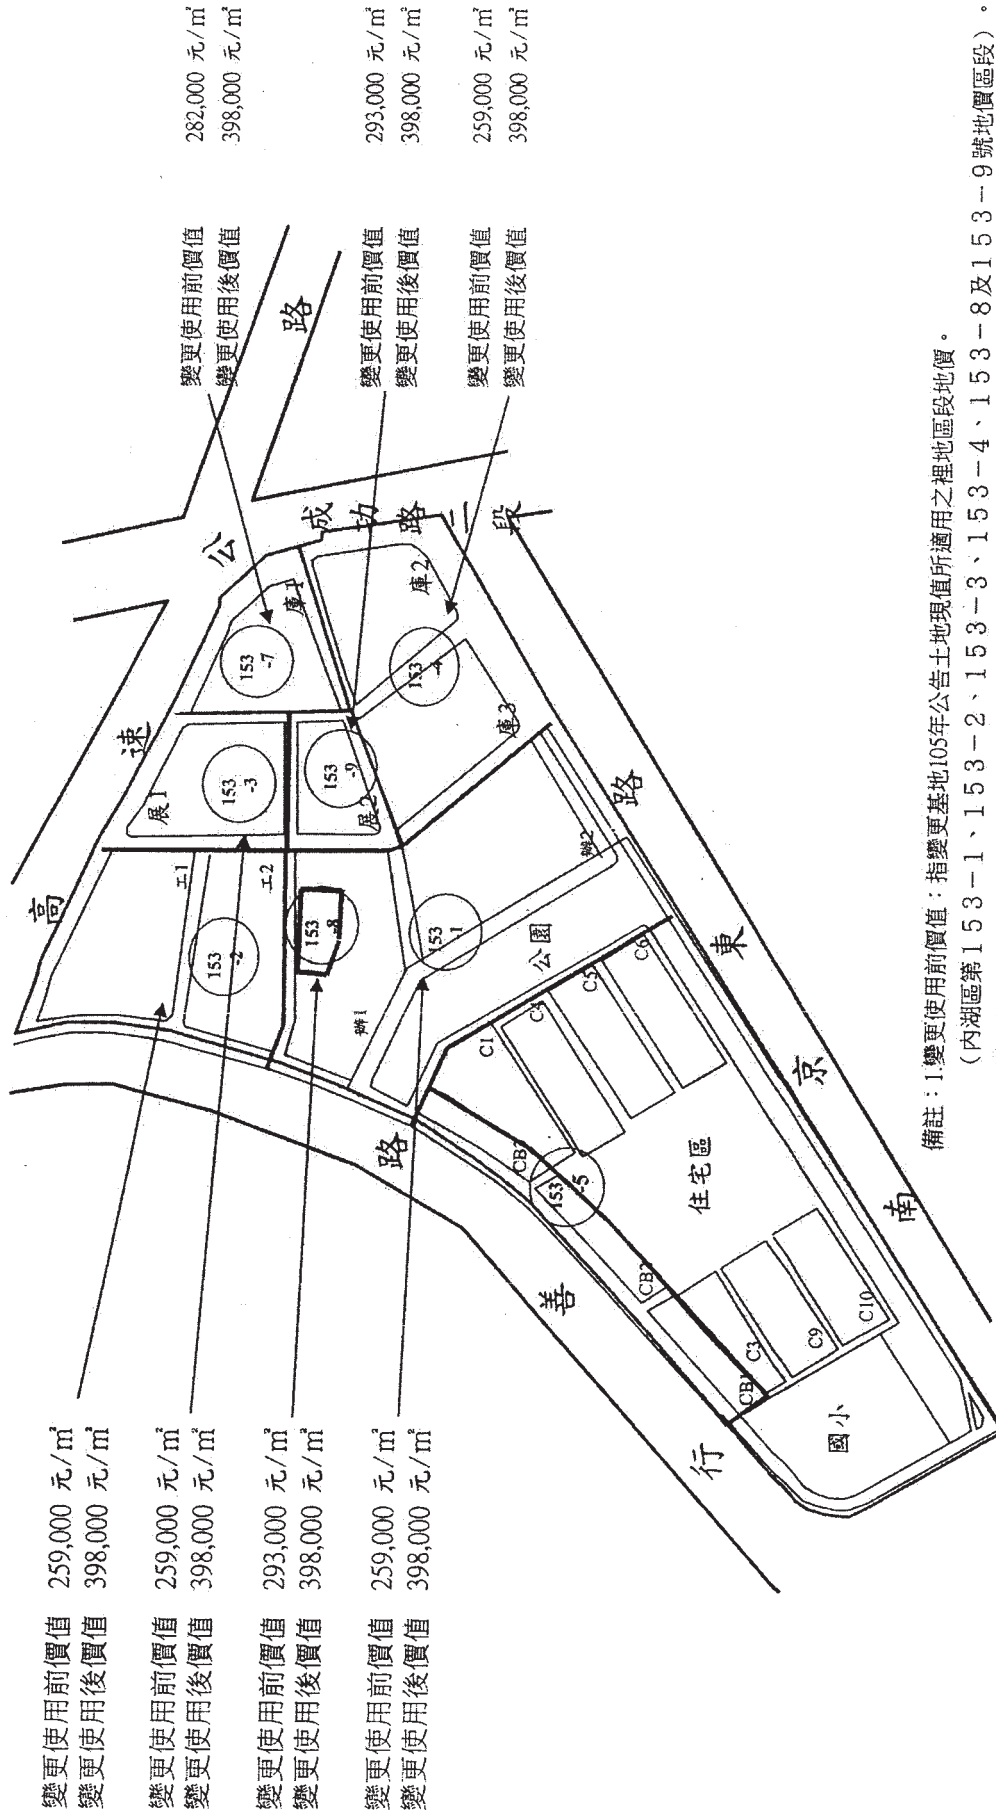 變更使用前價值 259,000 元/㎡
變更使用後價值 398,000 元/㎡
變更使用前價值 259,000 元/㎡
變更使用後價值 398,000 元/㎡
變更使用前價值 293,000 元/㎡
變更使用後價值 398,000 元/㎡
變更使用前價值 259,000 元/㎡
變更使用後價值 398,000 元/㎡
變更使用前價值 282,000 元/㎡
變更使用後價值 398,000 元/㎡
變更使用前價值 293,000 元/㎡
變更使用後價值 398,000 元/㎡
變更使用前價值 259,000 元/㎡
變更使用後價值 398,000 元/㎡
高速公路
成功路二段
行善路
南京東路
工1
工2
展1
展2
庫1
庫2
庫3
辦1
辦2
公園
住宅區
國小
153-2
153-3
153-7
153-8
153-9
153-1
153-4
153-5
C1
C4
C5
C6
C3
C9
C10
CB1
CB2
備註：1.變更使用前價值：指變更基地105年公告土地現值所適用之裡地區段地價。
（內湖區第153－1、153－2、153－3、153－4、153－8及153－9號地價區段）。